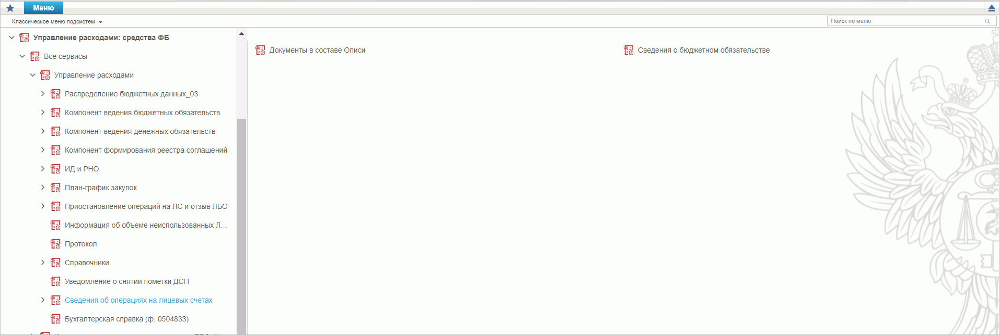 Меню
Классическое меню подсистем
Поиск по меню
Управление расходами: средства ФБ
Все сервисы
Управление расходами
Распределение бюджетных данных_03
Компонент ведения бюджетных обязательств
Компонент ведения денежных обязательств
Компонент формирования реестра соглашений
ИД и РНО
План-график закупок
Приостановление операций на ЛС и отзыв ЛБО
Информация об объеме неиспользованных Л...
Протокол
Справочники
Уведомление о снятии пометки ДСП
Сведения об операциях на лицевых счетах
Бухгалтерская справка (ф. 0504833)
Документы в составе Описи
Сведения о бюджетном обязательстве